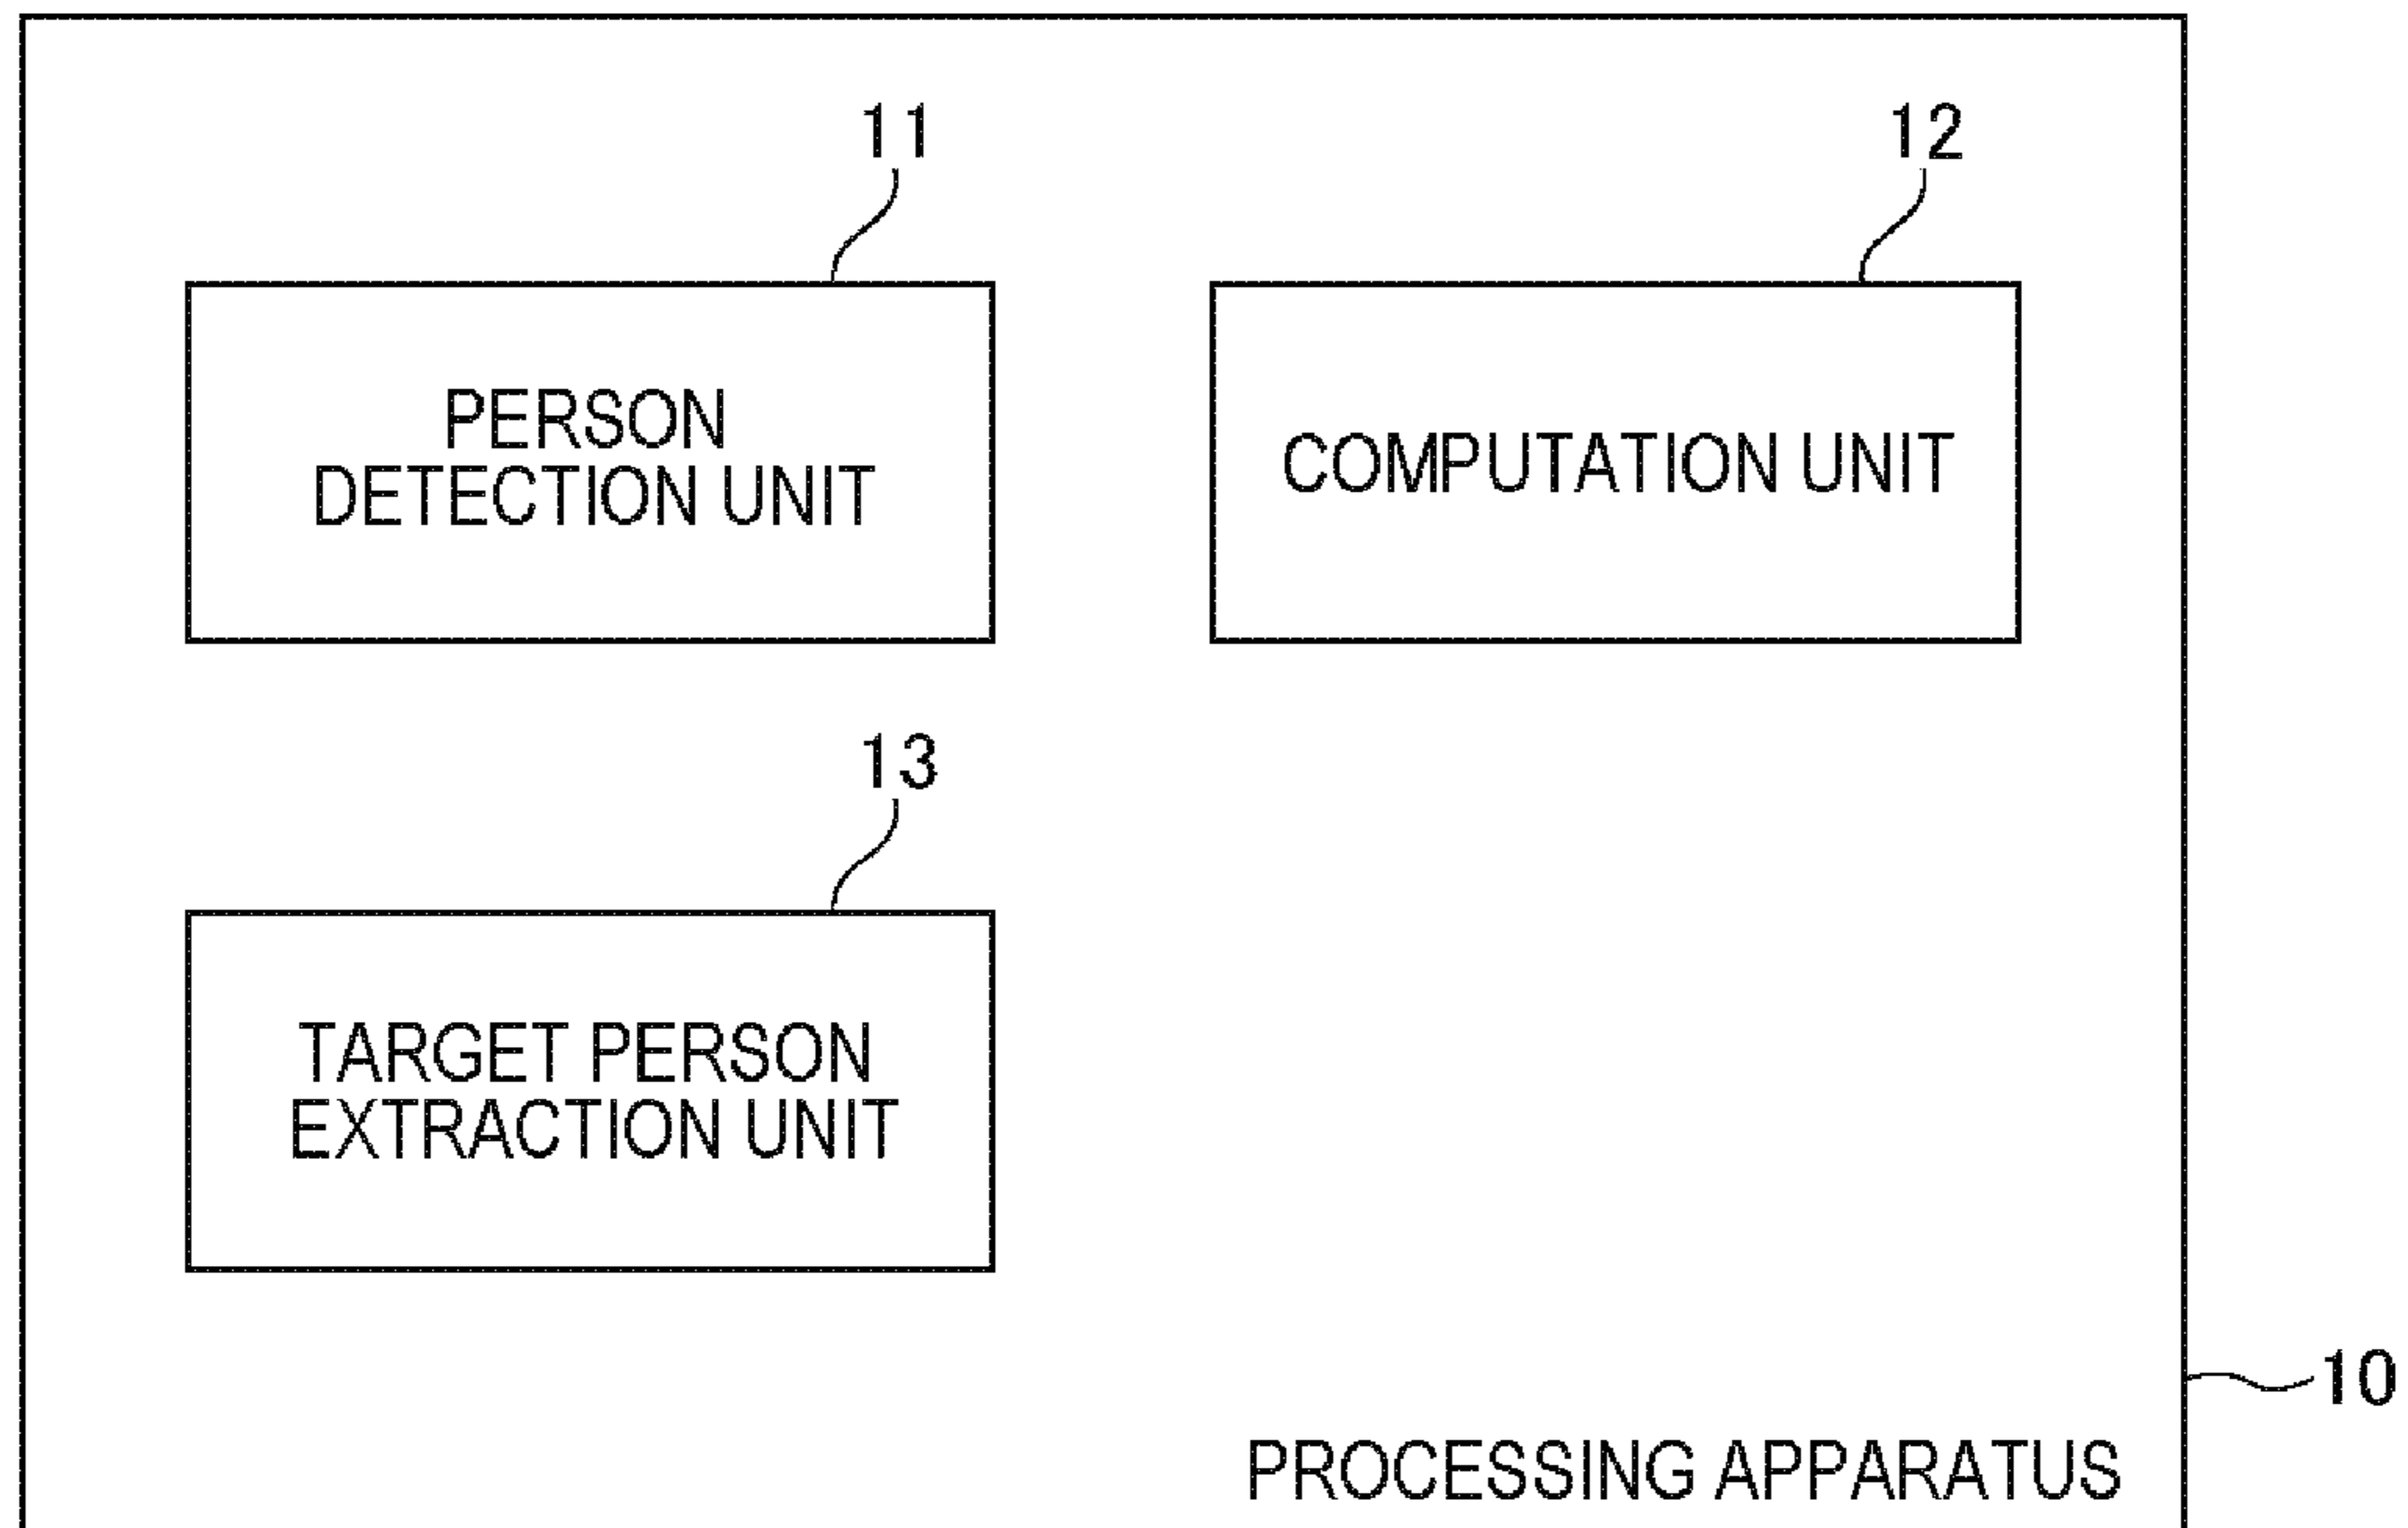 11
12
PERSON
DETECTION UNIT
COMPUTATION UNIT
13
TARGET PERSON
EXTRACTION UNIT
10
PROCESSING APPARATUS